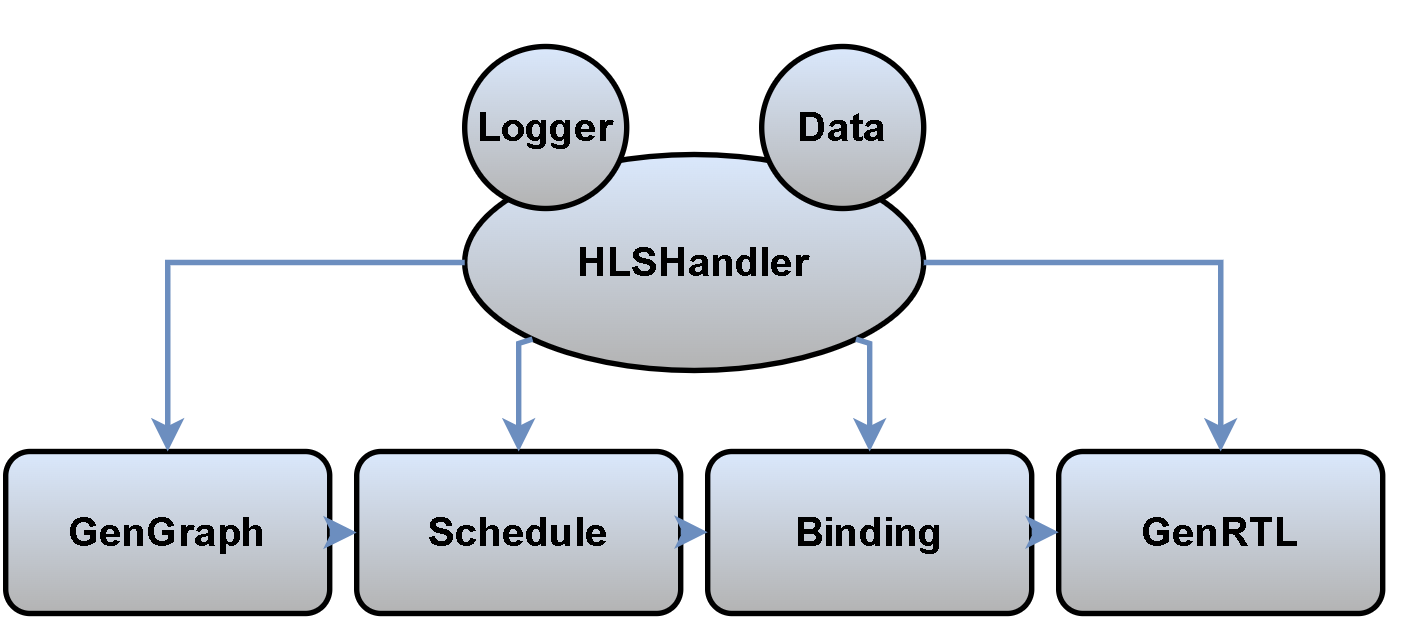 Logger
Data
HLSHandler
GenGraph
Schedule
Binding
GenRTL